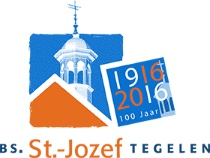 1916
2016
100 Jaar
BS. St.-Jozef TEGELEN